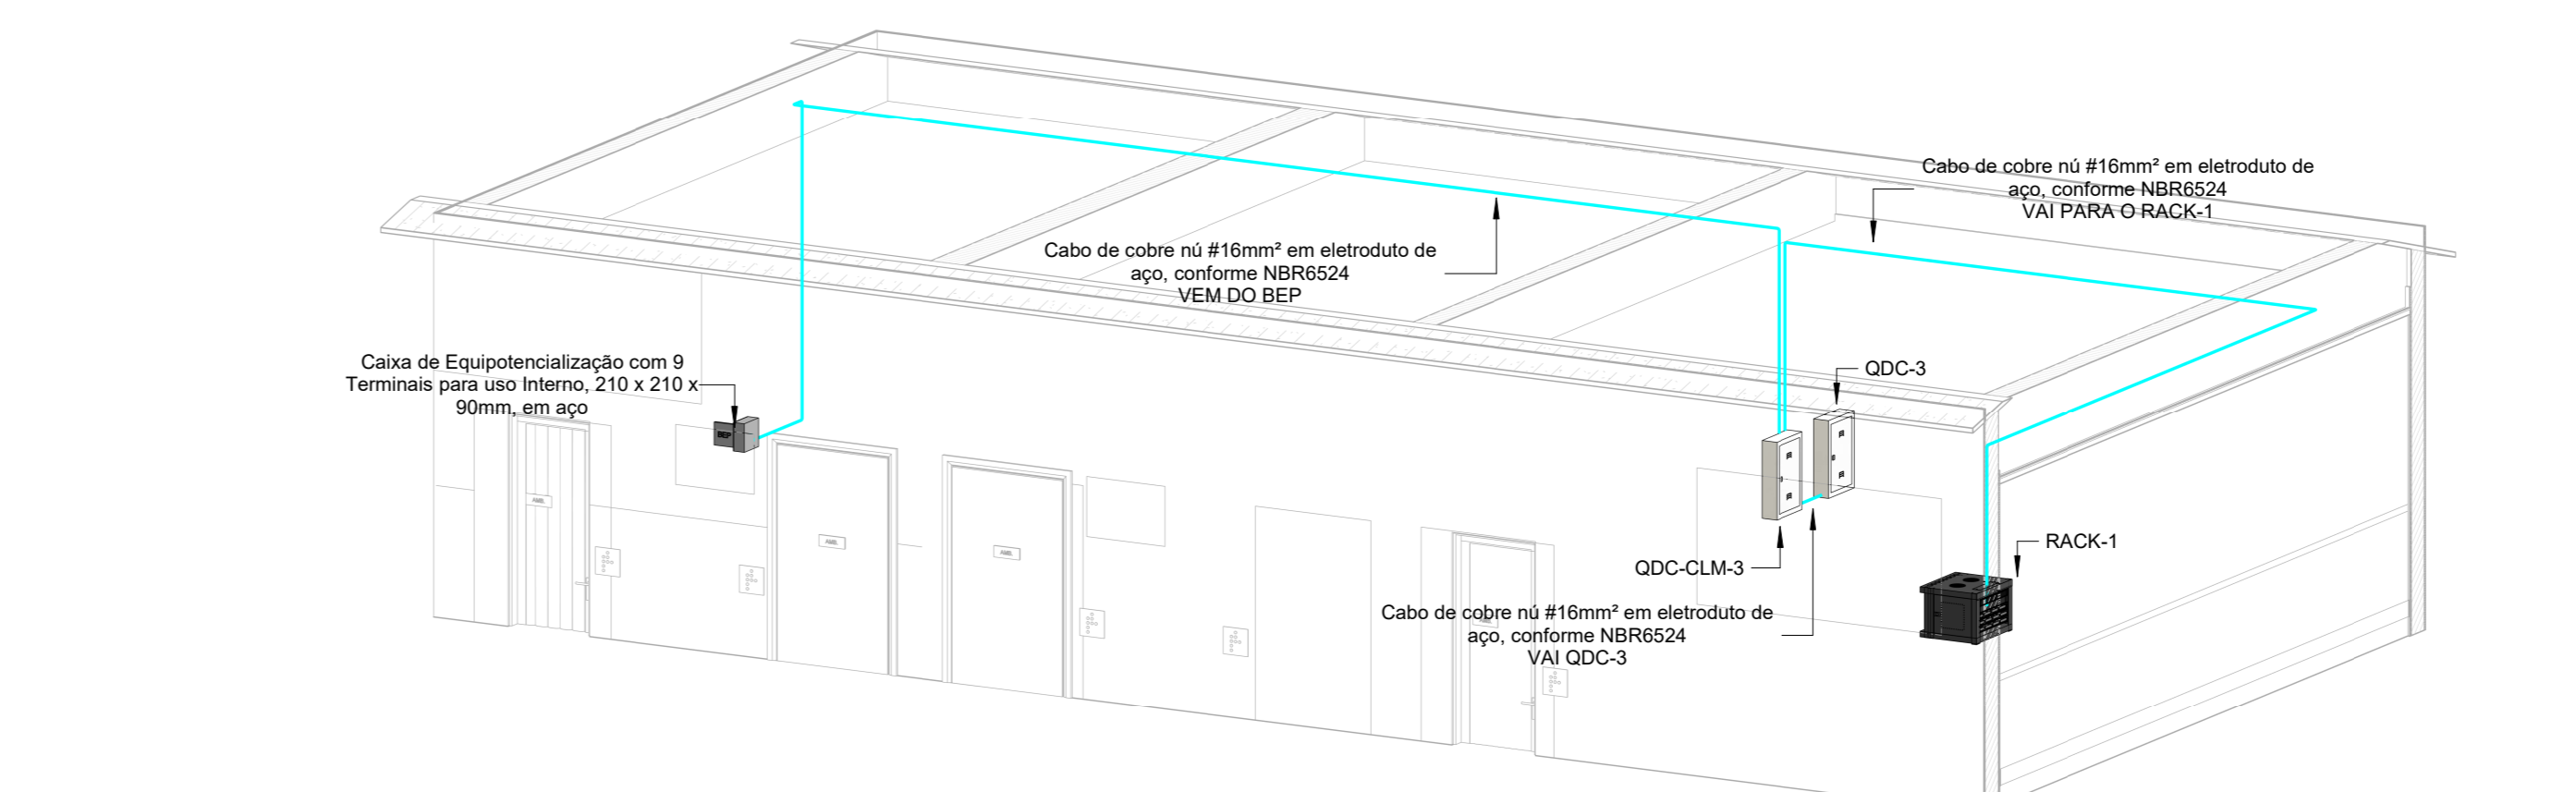 Cabo de cobre nú #16mm² em eletroduto de
aço, conforme NBR6524
VAI PARA O RACK-1
Cabo de cobre nú #16mm² em eletroduto de
aço, conforme NBR6524
VEM DO BEP
Caixa de Equipotencialização com 9
Terminais para uso Interno, 210 x 210 x
90mm, em aço
QDC-3
BEP
AMB.
AMB.
AMB.
RACK-1
QDC-CLM-3
Cabo de cobre nú #16mm² em eletroduto de
aço, conforme NBR6524
VAI QDC-3